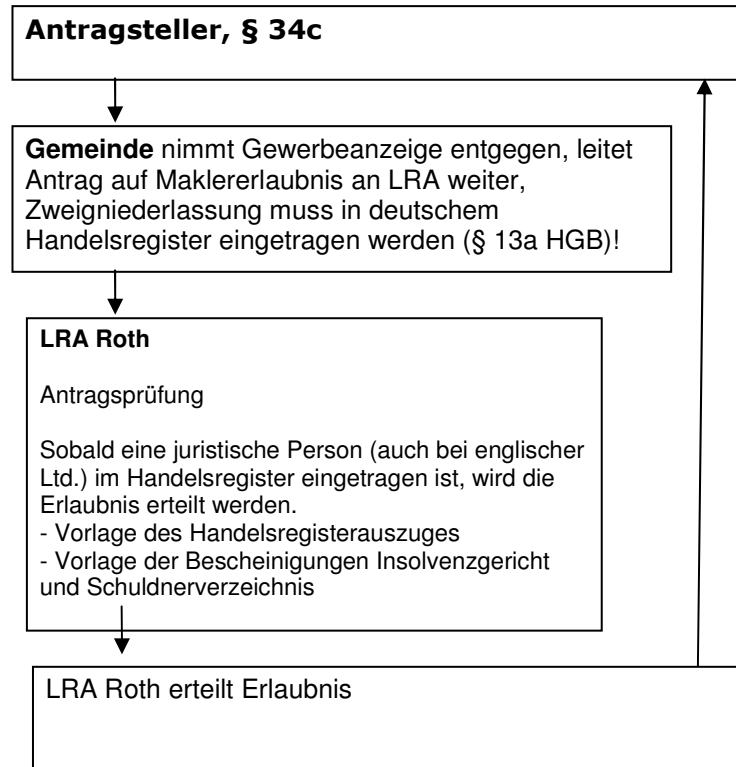 Antragsteller, § 34c
Gemeinde nimmt Gewerbeanzeige entgegen, leitet
Antrag auf Maklererlaubnis an LRA weiter,
Zweigniederlassung muss in deutschem
Handelsregister eingetragen werden (§ 13a HGB)!
LRA Roth
Antragsprüfung
Sobald eine juristische Person (auch bei englischer
Ltd.) im Handelsregister eingetragen ist, wird die
Erlaubnis erteilt werden.
- Vorlage des Handelsregisterauszuges
- Vorlage der Bescheinigungen Insolvenzgericht
und Schuldnerverzeichnis
LRA Roth erteilt Erlaubnis